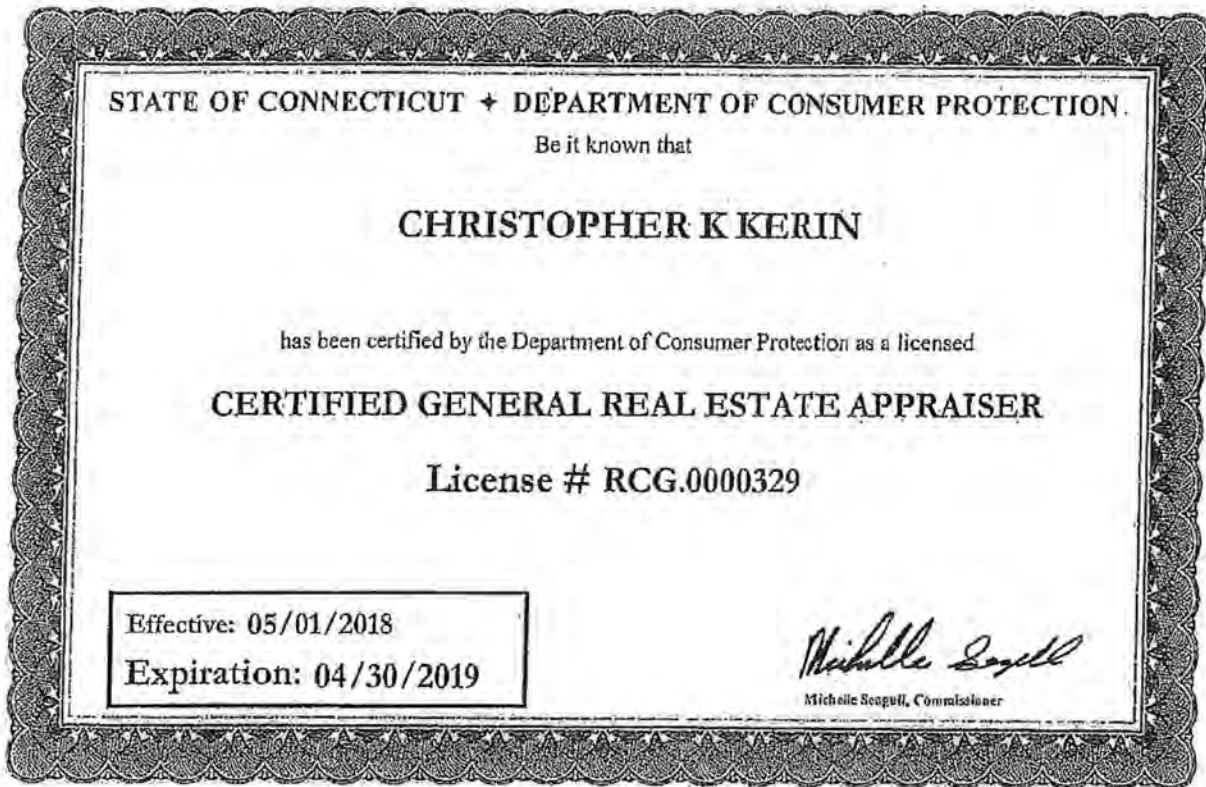 STATE OF CONNECTICUT ✦ DEPARTMENT OF CONSUMER PROTECTION
Be it known that
CHRISTOPHER K KERIN
has been certified by the Department of Consumer Protection as a licensed
CERTIFIED GENERAL REAL ESTATE APPRAISER
License # RCG.0000329
Effective: 05/01/2018
Expiration: 04/30/2019
Michelle Seagull
Michelle Seagull, Commissioner